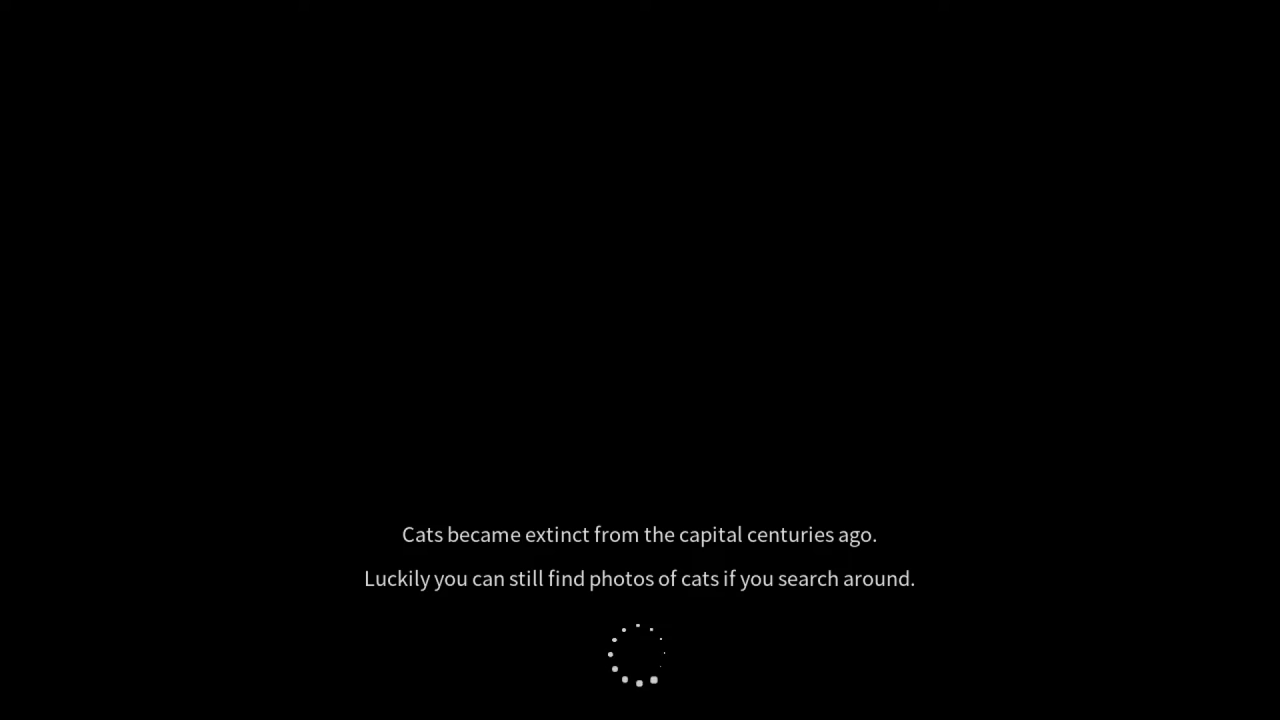 Cats became extinct from the capital centuries ago.
Luckily you can still find photos of cats if you search around.